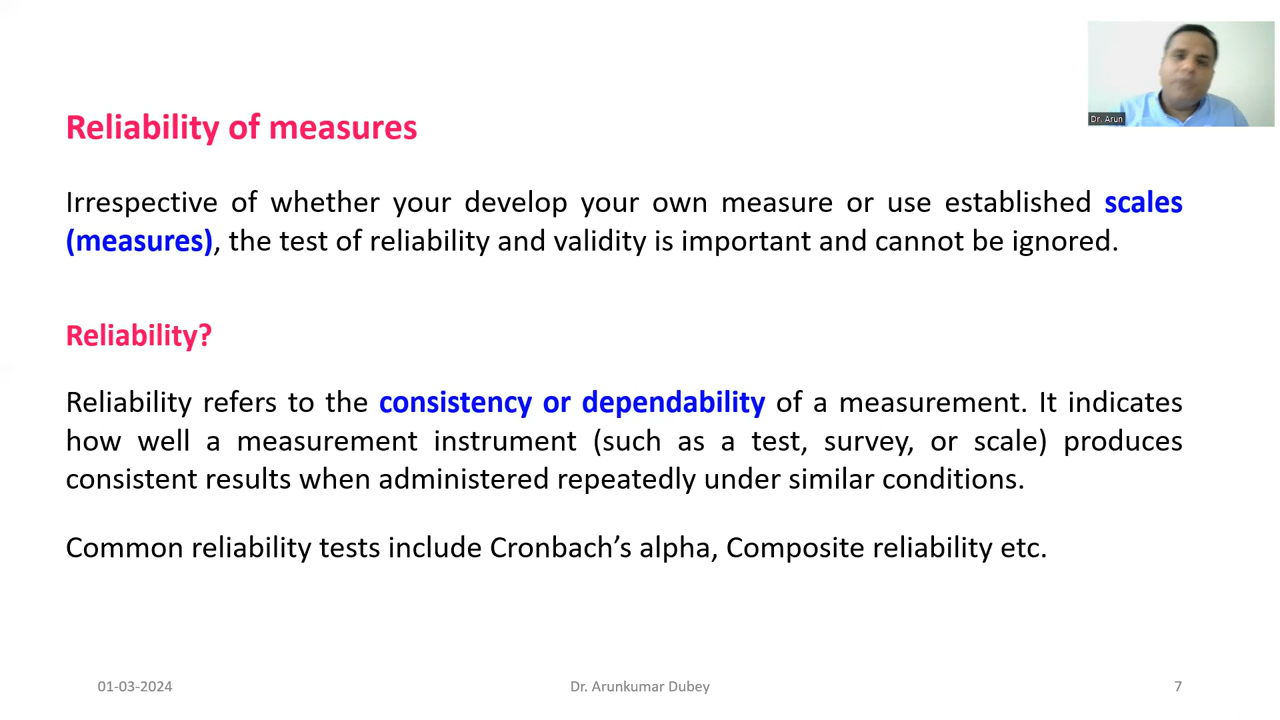 Dr. Arun
Reliability of measures
Irrespective of whether your develop your own measure or use established scales
(measures), the test of reliability and validity is important and cannot be ignored.
Reliability?
Reliability refers to the consistency or dependability of a measurement. It indicates
how well a measurement instrument (such as a test, survey, or scale) produces
consistent results when administered repeatedly under similar conditions.
Common reliability tests include Cronbach’s alpha, Composite reliability etc.
01-03-2024
Dr. Arunkumar Dubey
7